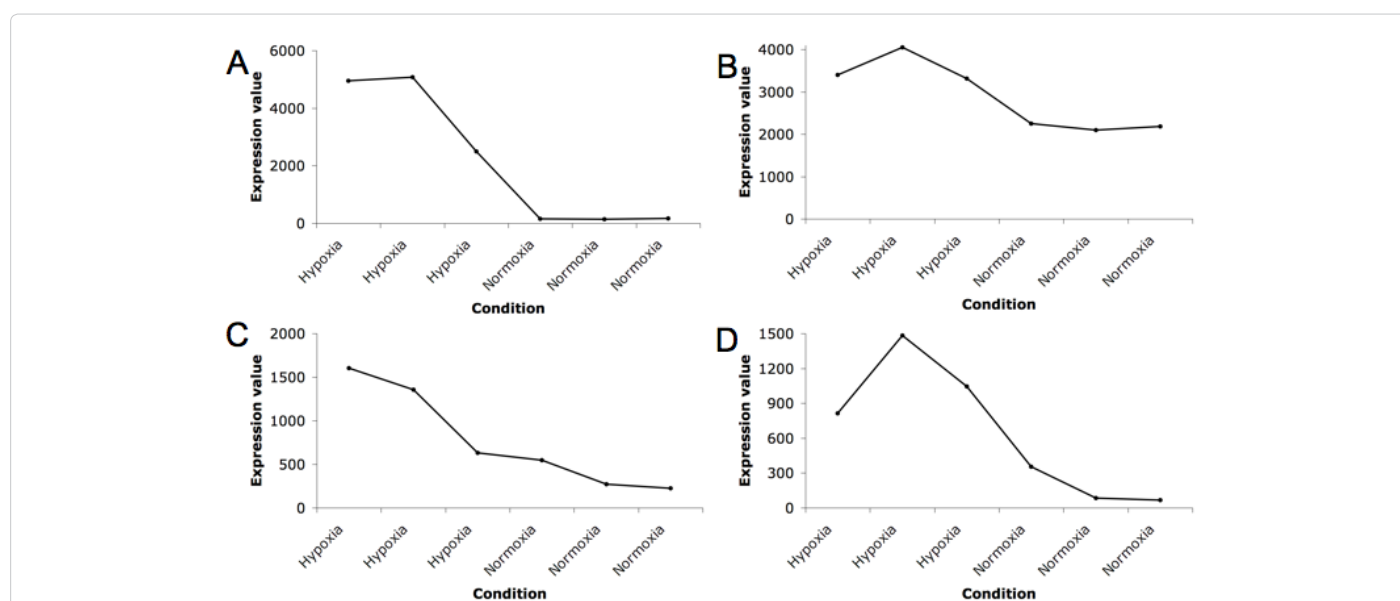 A
Expression value
6000
4000
2000
0
Hypoxia
Hypoxia
Hypoxia
Normoxia
Normoxia
Normoxia
Condition
B
Expression value
4000
3000
2000
1000
0
Hypoxia
Hypoxia
Hypoxia
Normoxia
Normoxia
Normoxia
Condition
C
Expression value
2000
1500
1000
500
0
Hypoxia
Hypoxia
Hypoxia
Normoxia
Normoxia
Normoxia
Condition
D
Expression value
1500
1200
900
600
300
0
Hypoxia
Hypoxia
Hypoxia
Normoxia
Normoxia
Normoxia
Condition